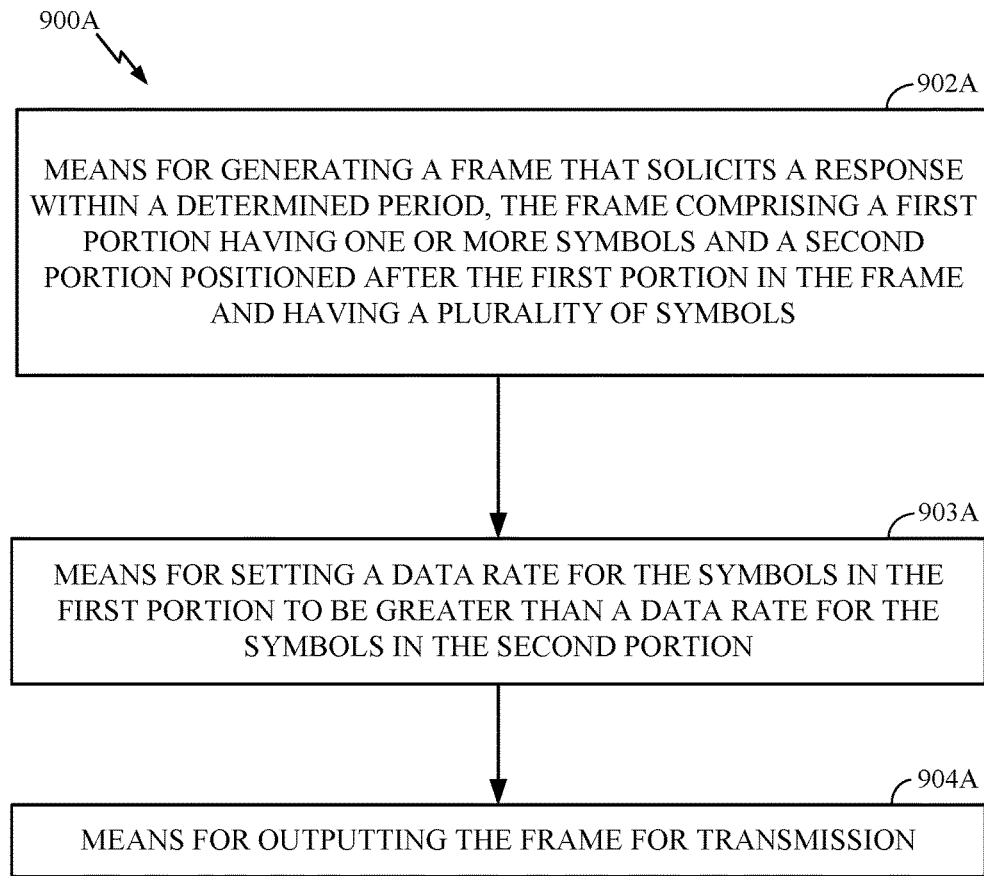 900A
902A
MEANS FOR GENERATING A FRAME THAT SOLICITS A RESPONSE
WITHIN A DETERMINED PERIOD, THE FRAME COMPRISING A FIRST
PORTION HAVING ONE OR MORE SYMBOLS AND A SECOND
PORTION POSITIONED AFTER THE FIRST PORTION IN THE FRAME
AND HAVING A PLURALITY OF SYMBOLS
903A
MEANS FOR SETTING A DATA RATE FOR THE SYMBOLS IN THE
FIRST PORTION TO BE GREATER THAN A DATA RATE FOR THE
SYMBOLS IN THE SECOND PORTION
904A
MEANS FOR OUTPUTTING THE FRAME FOR TRANSMISSION